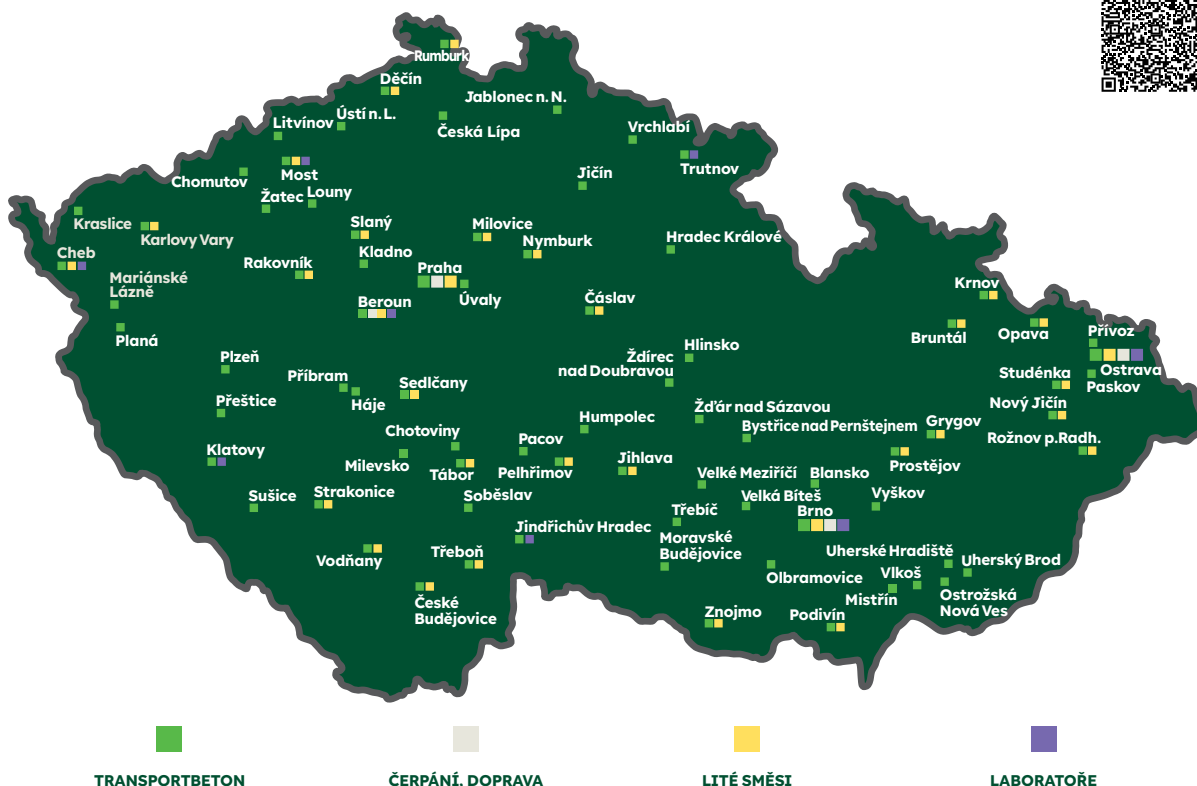 Rumburk
Děčín
Jablonec n. N.
Ústí n. L.
Litvínov
Česká Lípa
Vrchlabí
Most
Trutnov
Chomutov
Jičín
Žatec
Louny
Kraslice
Karlovy Vary
Slaný
Milovice
Nymburk
Hradec Králové
Cheb
Kladno
Rakovník
Praha
Mariánské
Lázně
Úvaly
Beroun
Čáslav
Krnov
Planá
Bruntál
Opava
Přívoz
Hlinsko
Plzeň
Ždírec
nad Doubravou
Ostrava
Studénka
Paskov
Příbram
Sedlčany
Háje
Přeštice
Nový Jičín
Žďár nad Sázavou
Humpolec
Bystřice nad Pernštejnem
Grygov
Chotoviny
Pacov
Rožnov p.Radh.
Klatovy
Milevsko
Tábor
Pelhřimov
Jihlava
Prostějov
Velké Meziříčí
Blansko
Sušice
Strakonice
Soběslav
Velká Bíteš
Vyškov
Třebíč
Brno
Jindřichův Hradec
Moravské
Budějovice
Vodňany
Třeboň
Uherské Hradiště
Uherský Brod
Olbramovice
Vlkoš
Mistřín
Ostrožská
Nová Ves
České
Budějovice
Znojmo
Podivín
TRANSPORTBETON
ČERPÁNÍ, DOPRAVA
LITÉ SMĚSI
LABORATOŘE